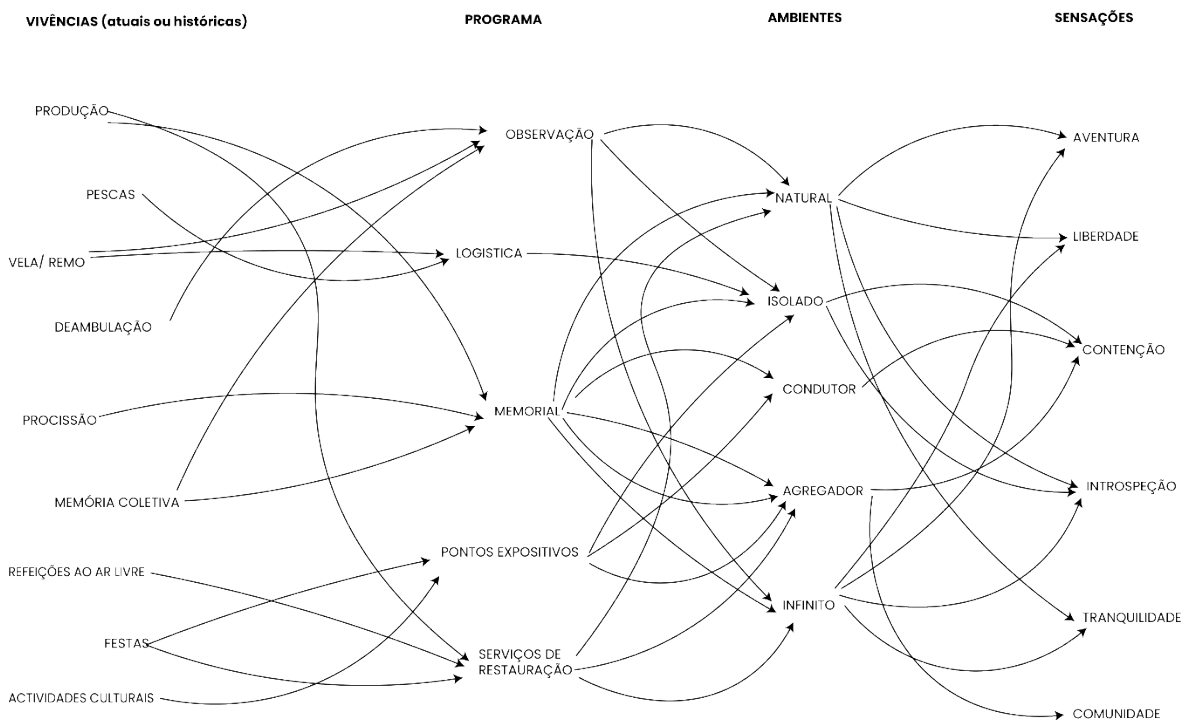 VIVÊNCIAS (atuais ou históricas)
PROGRAMA
AMBIENTES
SENSAÇÕES
PRODUÇÃO
PESCAS
VELA/ REMO
DEAMBULAÇÃO
PROCISSÃO
MEMÓRIA COLETIVA
REFEIÇÕES AO AR LIVRE
FESTAS
ACTIVIDADES CULTURAIS
OBSERVAÇÃO
LOGISTICA
MEMORIAL
PONTOS EXPOSITIVOS
SERVIÇOS DE
RESTAURAÇÃO
NATURAL
ISOLADO
CONDUTOR
AGREGADOR
INFINITO
AVENTURA
LIBERDADE
CONTENÇÃO
INTROSPEÇÃO
TRANQUILIDADE
COMUNIDADE